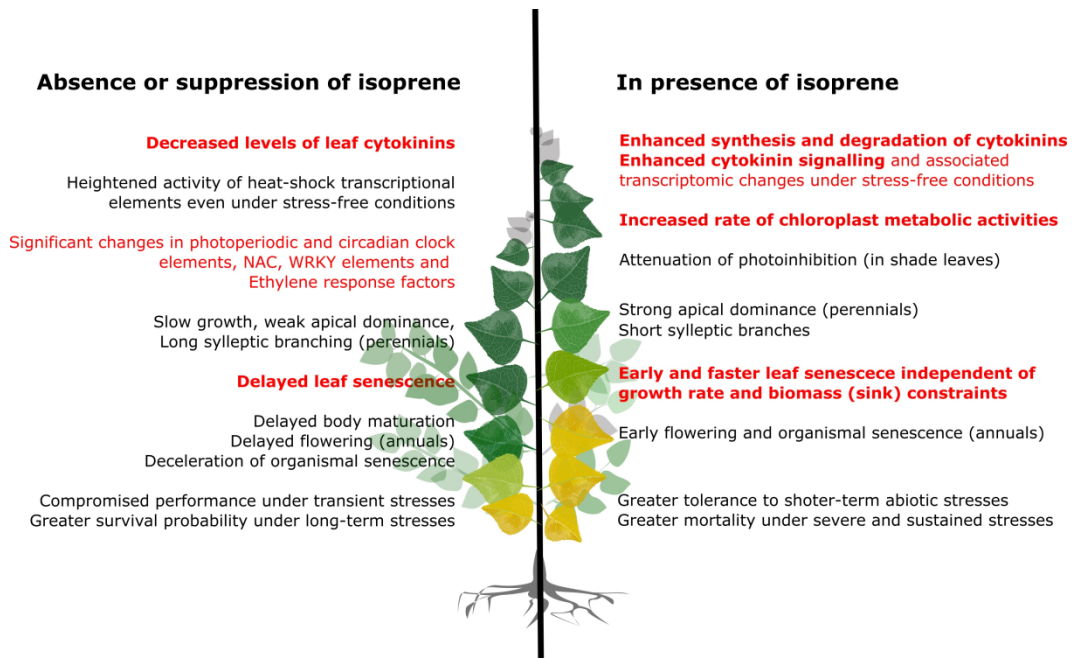 Absence or suppression of isoprene
Decreased levels of leaf cytokinins
Heightened activity of heat-shock transcriptional
elements even under stress-free conditions
Significant changes in photoperiodic and circadian clock
elements, NAC, WRKY elements and
Ethylene response factors
Slow growth, weak apical dominance,
Long sylleptic branching (perennials)
Delayed leaf senescence
Delayed body maturation
Delayed flowering (annuals)
Deceleration of organismal senescence
Compromised performance under transient stresses
Greater survival probability under long-term stresses
In presence of isoprene
Enhanced synthesis and degradation of cytokinins
Enhanced cytokinin signalling and associated
transcriptomic changes under stress-free conditions
Increased rate of chloroplast metabolic activities
Attenuation of photoinhibition (in shade leaves)
Strong apical dominance (perennials)
Short sylleptic branches
Early and faster leaf senescece independent of
growth rate and biomass (sink) constraints
Early flowering and organismal senescence (annuals)
Greater tolerance to shoter-term abiotic stresses
Greater mortality under severe and sustained stresses